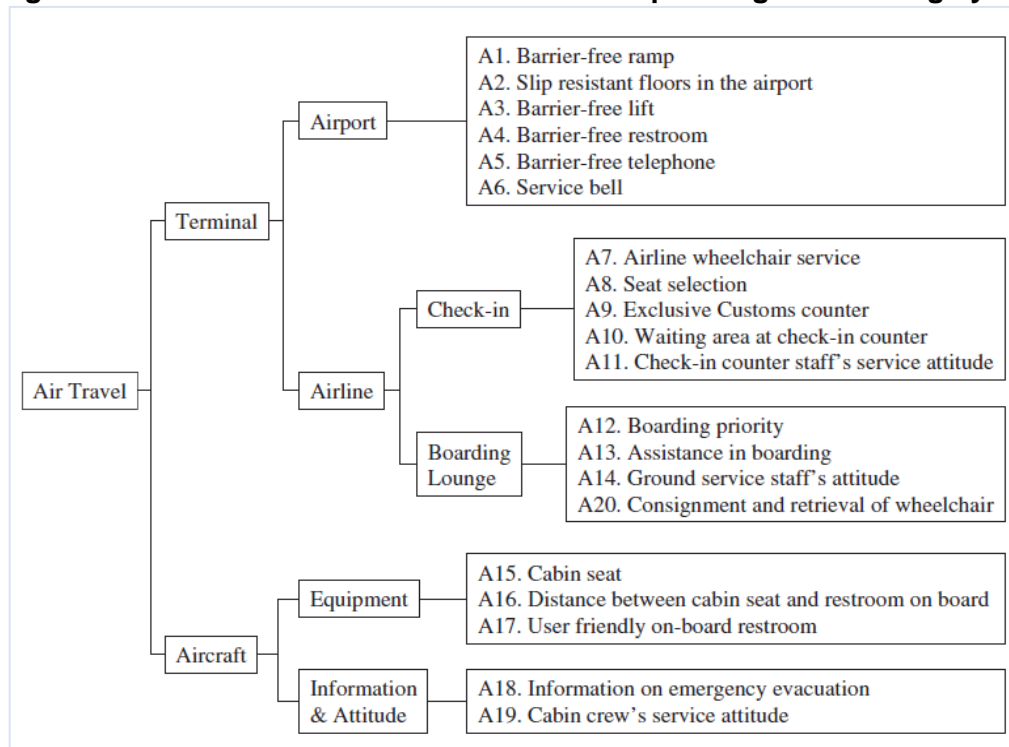 Air Travel
Terminal
Airport
A1. Barrier-free ramp
A2. Slip resistant floors in the airport
A3. Barrier-free lift
A4. Barrier-free restroom
A5. Barrier-free telephone
A6. Service bell
Airline
Check-in
A7. Airline wheelchair service
A8. Seat selection
A9. Exclusive Customs counter
A10. Waiting area at check-in counter
A11. Check-in counter staff's service attitude
Boarding
Lounge
A12. Boarding priority
A13. Assistance in boarding
A14. Ground service staff's attitude
A20. Consignment and retrieval of wheelchair
Aircraft
Equipment
A15. Cabin seat
A16. Distance between cabin seat and restroom on board
A17. User friendly on-board restroom
Information
& Attitude
A18. Information on emergency evacuation
A19. Cabin crew's service attitude